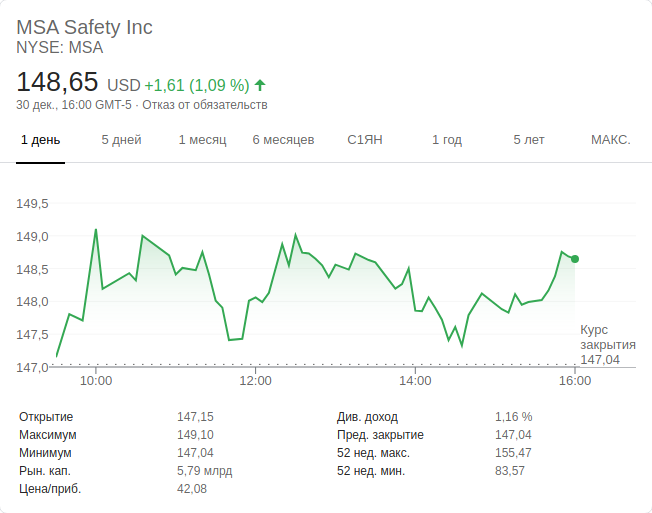 MSA Safety Inc
NYSE: MSA
148,65 USD +1,61 (1,09 %)
30 дек., 16:00 GMT-5 · Отказ от обязательств
1 день 5 дней 1 месяц 6 месяцев С1ЯН 1 год 5 лет МАКС.
149,5
149,0
148,5
148,0
147,5
147,0
Курс
закрытия
147,04
10:00 12:00 14:00 16:00
Открытие 147,15 Див. доход 1,16 %
Максимум 149,10 Пред. закрытие 147,04
Минимум 147,04 52 нед. макс. 155,47
Рын. кап. 5,79 млрд 52 нед. мин. 83,57
Цена/приб. 42,08